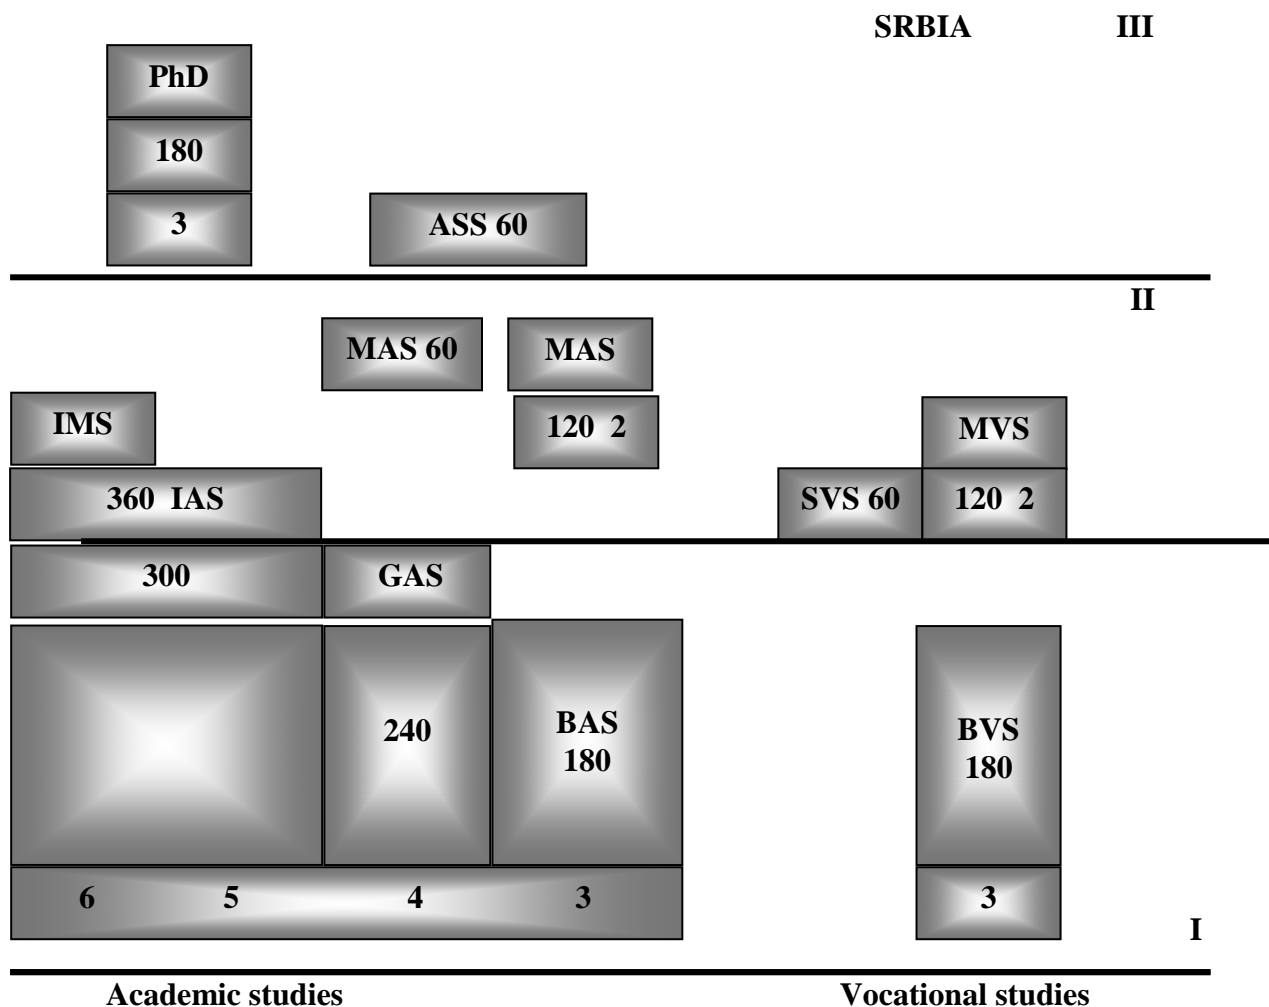 SRBIA III
PhD
180
3
ASS 60
II
MAS 60 MAS
IMS 120 2 MVS
360 IAS SVS 60 120 2
300 GAS
240 BAS BVS
180 180
6 5 4 3 3
I
Academic studies Vocational studies